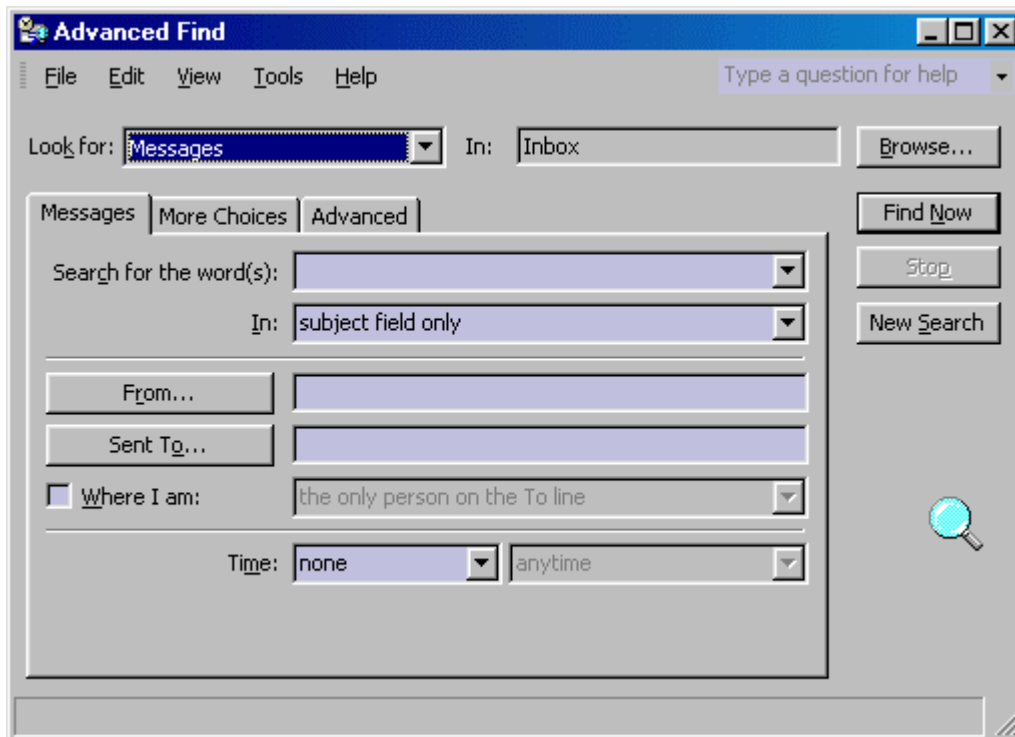 Advanced Find
File Edit View Tools Help Type a question for help
Look for: Messages In: Inbox Browse...
Messages More Choices Advanced Find Now
Search for the word(s): Stop
In: subject field only New Search
From...
Sent To...
Where I am: the only person on the To line
Time: none anytime